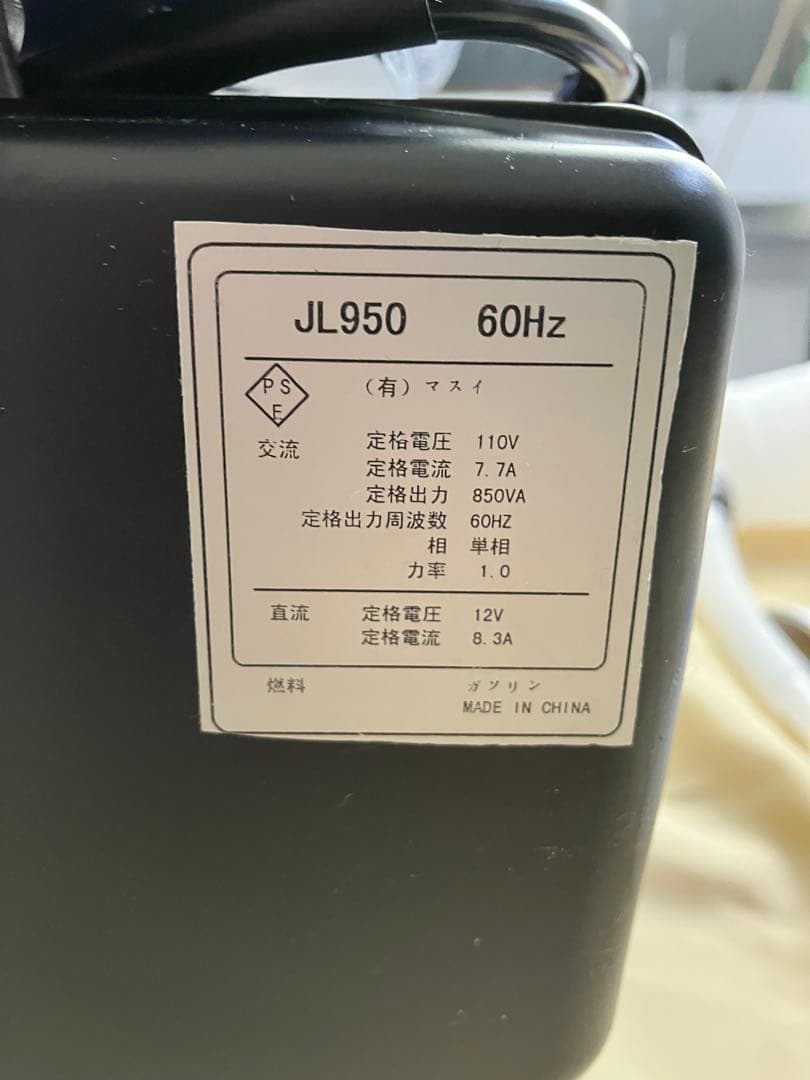 JL950 60Hz
PS
E
(有)マスイ
交流 定格電圧 110V
定格電流 7.7A
定格出力 850VA
定格出力周波数 60HZ
相 単相
力率 1.0
直流 定格電圧 12V
定格電流 8.3A
燃料 ガソリン
MADE IN CHINA